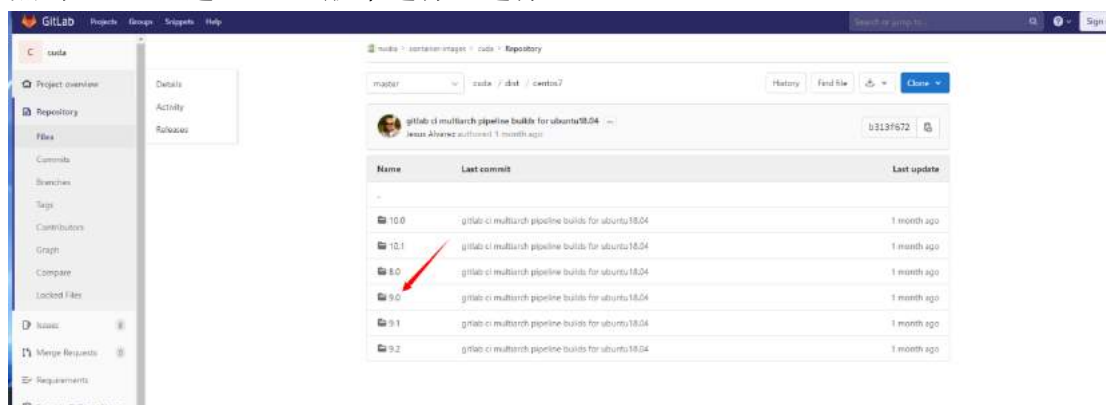 GitLab Projects Groups Snippets Help Search or jump to... Sign
C cuda
nvidia > container-images > cuda > Repository
Project overview
Details
master cuda / dist / centos7 History Find file Clone
Repository
Activity
Files
Releases
gitlab ci multiarch pipeline builds for ubuntu18.04 ...
Jesus Alvarez authored 1 month ago
b313f672
Commits
Branches
Tags
Contributors
Graph
Compare
Locked Files
Name Last commit Last update
..
10.0 gitlab ci multiarch pipeline builds for ubuntu18.04 1 month ago
10.1 gitlab ci multiarch pipeline builds for ubuntu18.04 1 month ago
8.0 gitlab ci multiarch pipeline builds for ubuntu18.04 1 month ago
9.0 gitlab ci multiarch pipeline builds for ubuntu18.04 1 month ago
9.1 gitlab ci multiarch pipeline builds for ubuntu18.04 1 month ago
9.2 gitlab ci multiarch pipeline builds for ubuntu18.04 1 month ago
Issues
Merge Requests
Requirements